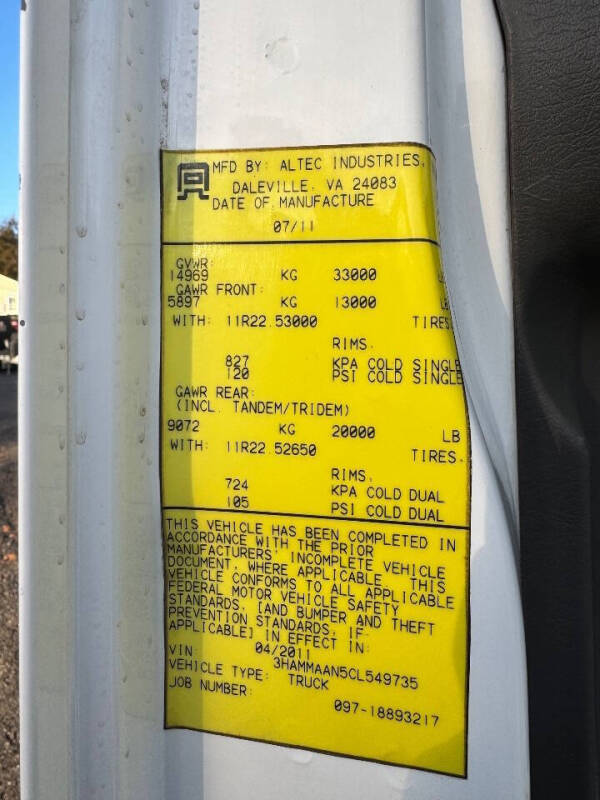 MFD BY: ALTEC INDUSTRIES,
DALEVILLE, VA 24083
DATE OF MANUFACTURE
07/11
GVWR:
14969 KG 33000
GAWR FRONT:
5897 KG 13000 LB
WITH: 11R22.53000 TIRES
RIMS.
827 KPA COLD SINGLE
120 PSI COLD SINGLE
GAWR REAR:
(INCL. TANDEM/TRIDEM)
9072 KG 20000 LB
WITH: 11R22.52650 TIRES.
RIMS.
724 KPA COLD DUAL
105 PSI COLD DUAL
THIS VEHICLE HAS BEEN COMPLETED IN
ACCORDANCE WITH THE PRIOR
MANUFACTURERS' INCOMPLETE VEHICLE
DOCUMENT, WHERE APPLICABLE. THIS
VEHICLE CONFORMS TO ALL APPLICABLE
FEDERAL MOTOR VEHICLE SAFETY
STANDARDS, [AND BUMPER AND THEFT
PREVENTION STANDARDS, IF
APPLICABLE] IN EFFECT IN:
04/2011
VIN: 3HAMMAAN5CL549735
VEHICLE TYPE: TRUCK
JOB NUMBER: 097-18893217